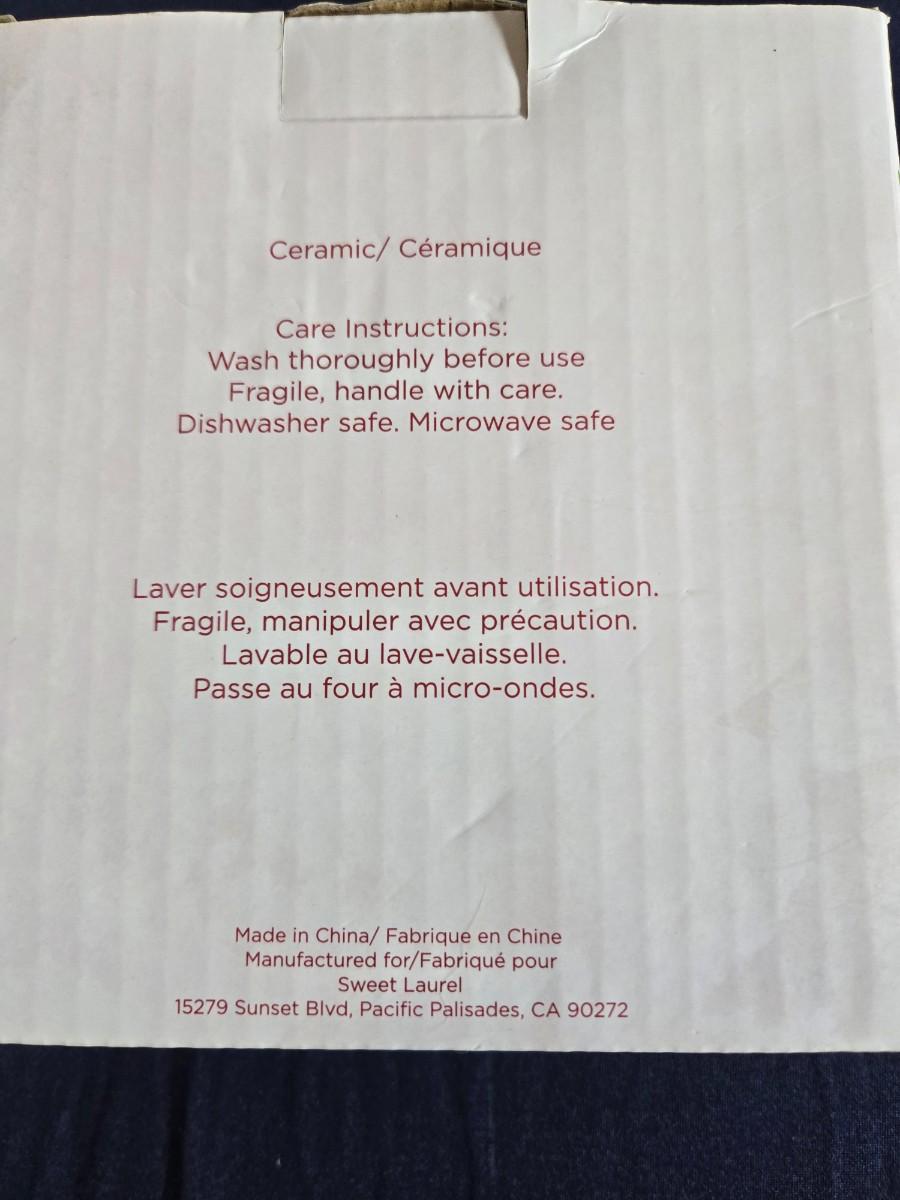 Ceramic/ Céramique
Care Instructions:
Wash thoroughly before use
Fragile, handle with care.
Dishwasher safe. Microwave safe
Laver soigneusement avant utilisation.
Fragile, manipuler avec précaution.
Lavable au lave-vaisselle.
Passe au four à micro-ondes.
Made in China/ Fabrique en Chine
Manufactured for/Fabriqué pour
Sweet Laurel
15279 Sunset Blvd, Pacific Palisades, CA 90272